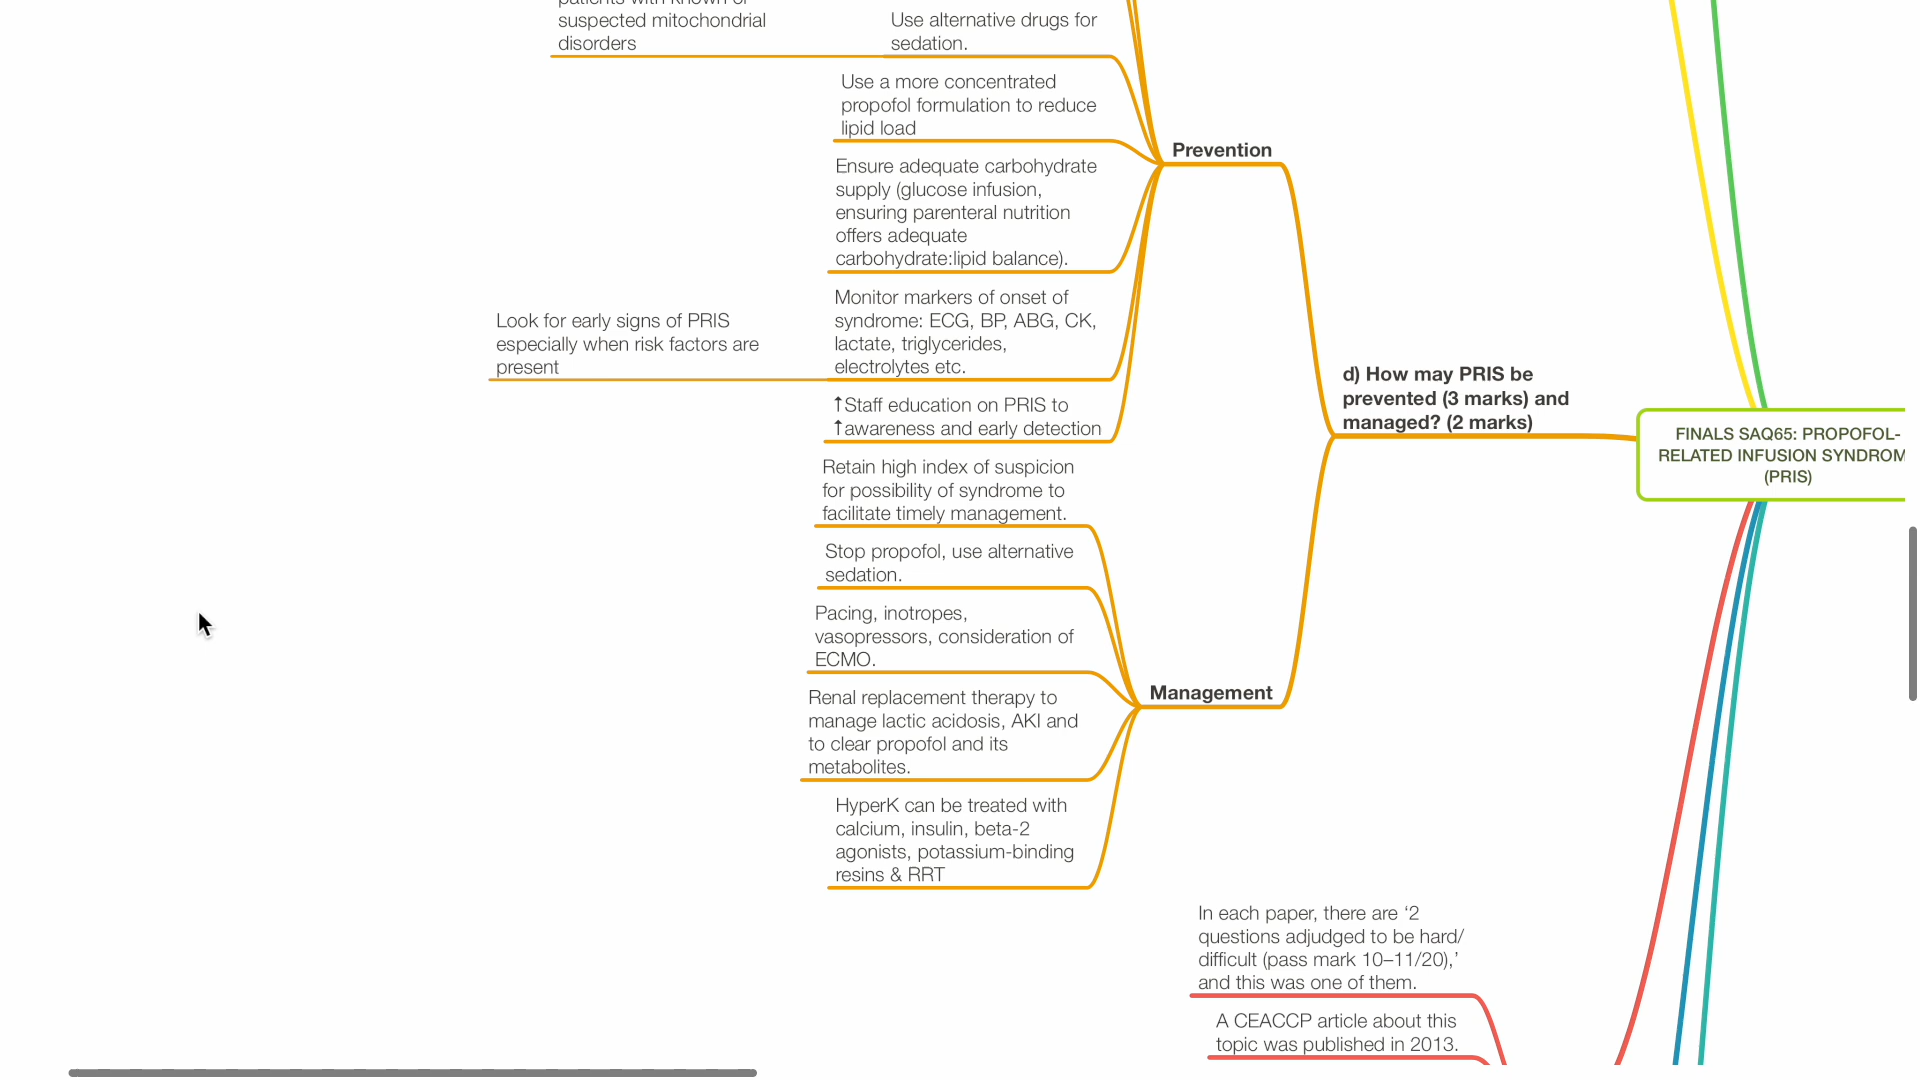 patients with known or
suspected mitochondrial
disorders
Use alternative drugs for
sedation.
Use a more concentrated
propofol formulation to reduce
lipid load
Ensure adequate carbohydrate
supply (glucose infusion,
ensuring parenteral nutrition
offers adequate
carbohydrate:lipid balance).
Monitor markers of onset of
syndrome: ECG, BP, ABG, CK,
lactate, triglycerides,
electrolytes etc.
Look for early signs of PRIS
especially when risk factors are
present
↑Staff education on PRIS to
↑awareness and early detection
Prevention
Retain high index of suspicion
for possibility of syndrome to
facilitate timely management.
Stop propofol, use alternative
sedation.
Pacing, inotropes,
vasopressors, consideration of
ECMO.
Renal replacement therapy to
manage lactic acidosis, AKI and
to clear propofol and its
metabolites.
HyperK can be treated with
calcium, insulin, beta-2
agonists, potassium-binding
resins & RRT
Management
d) How may PRIS be
prevented (3 marks) and
managed? (2 marks)
FINALS SAQ65: PROPOFOL-
RELATED INFUSION SYNDROM
(PRIS)
In each paper, there are ‘2
questions adjudged to be hard/
difficult (pass mark 10–11/20),’
and this was one of them.
A CEACCP article about this
topic was published in 2013.